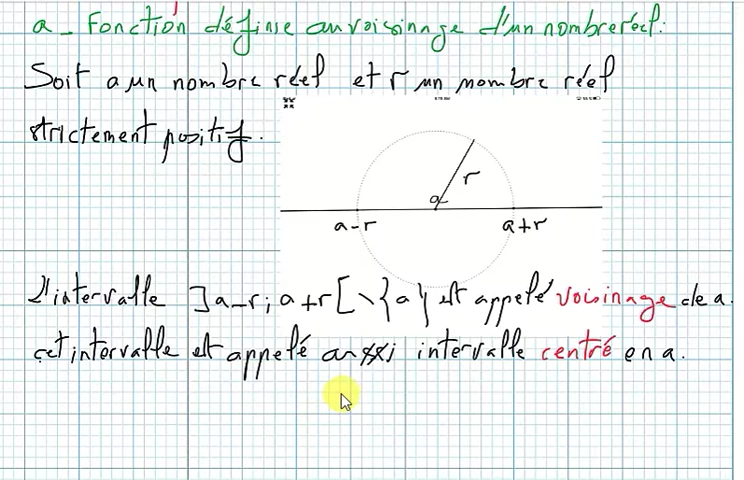 a - Fonction définie au voisinage d'un nombre réel.
Soit a un nombre réel et r un nombre réel
strictement positif.
r
a
a-r a+r
L'intervalle ]a-r; a+r[\{a} est appelé voisinage de a.
cet intervalle est appelé aussi intervalle centré en a.